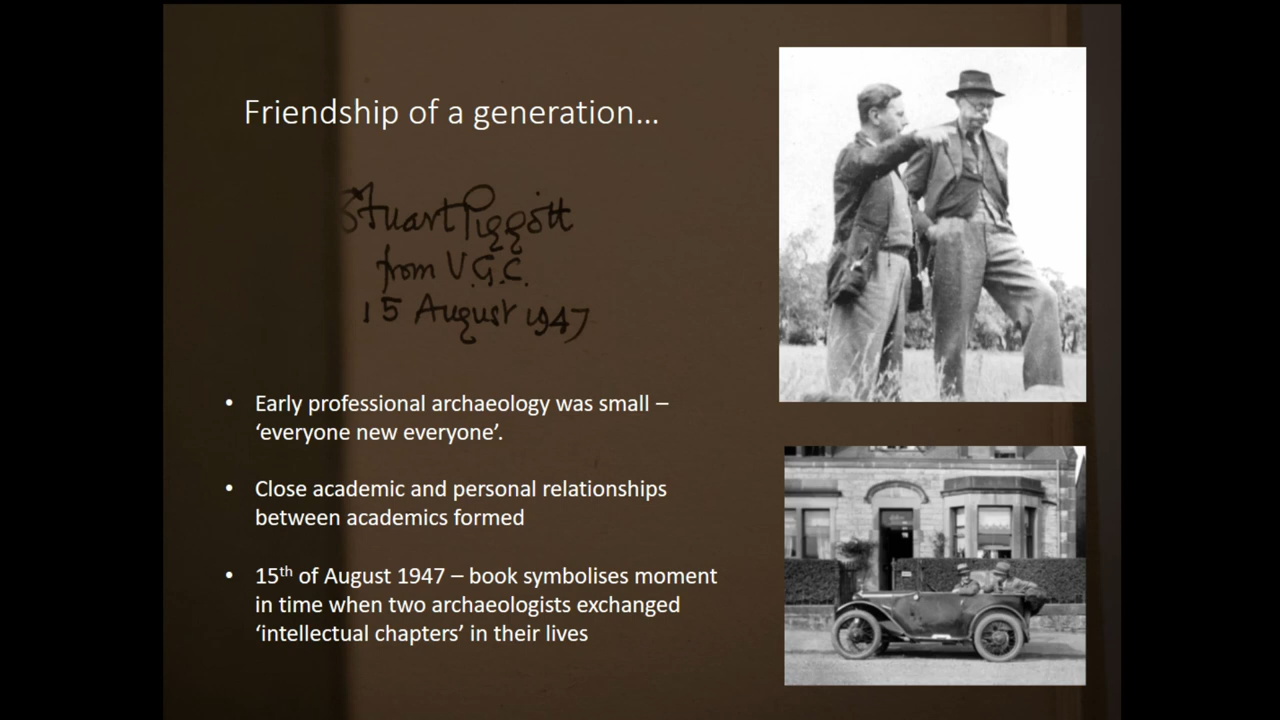 Friendship of a generation...
Stuart Piggott
from V.G.C.
15 August 1947
• Early professional archaeology was small –
‘everyone new everyone’.
• Close academic and personal relationships
between academics formed
• 15th of August 1947 – book symbolises moment
in time when two archaeologists exchanged
‘intellectual chapters’ in their lives